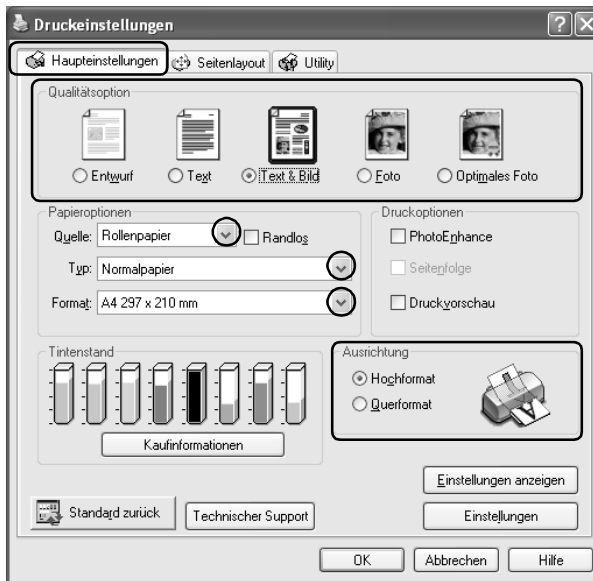 Druckeinstellungen
Haupteinstellungen Seitenlayout Utility
Qualitätsoption
Entwurf Text Text & Bild Foto Optimales Foto
Papieroptionen
Quelle: Rollenpapier Randlos
Typ: Normalpapier
Format: A4 297 x 210 mm
Druckoptionen
PhotoEnhance
Seitenfolge
Druckvorschau
Tintenstand
Kaufinformationen
Ausrichtung
Hochformat
Querformat
Einstellungen anzeigen
Standard zurück Technischer Support Einstellungen
OK Abbrechen Hilfe